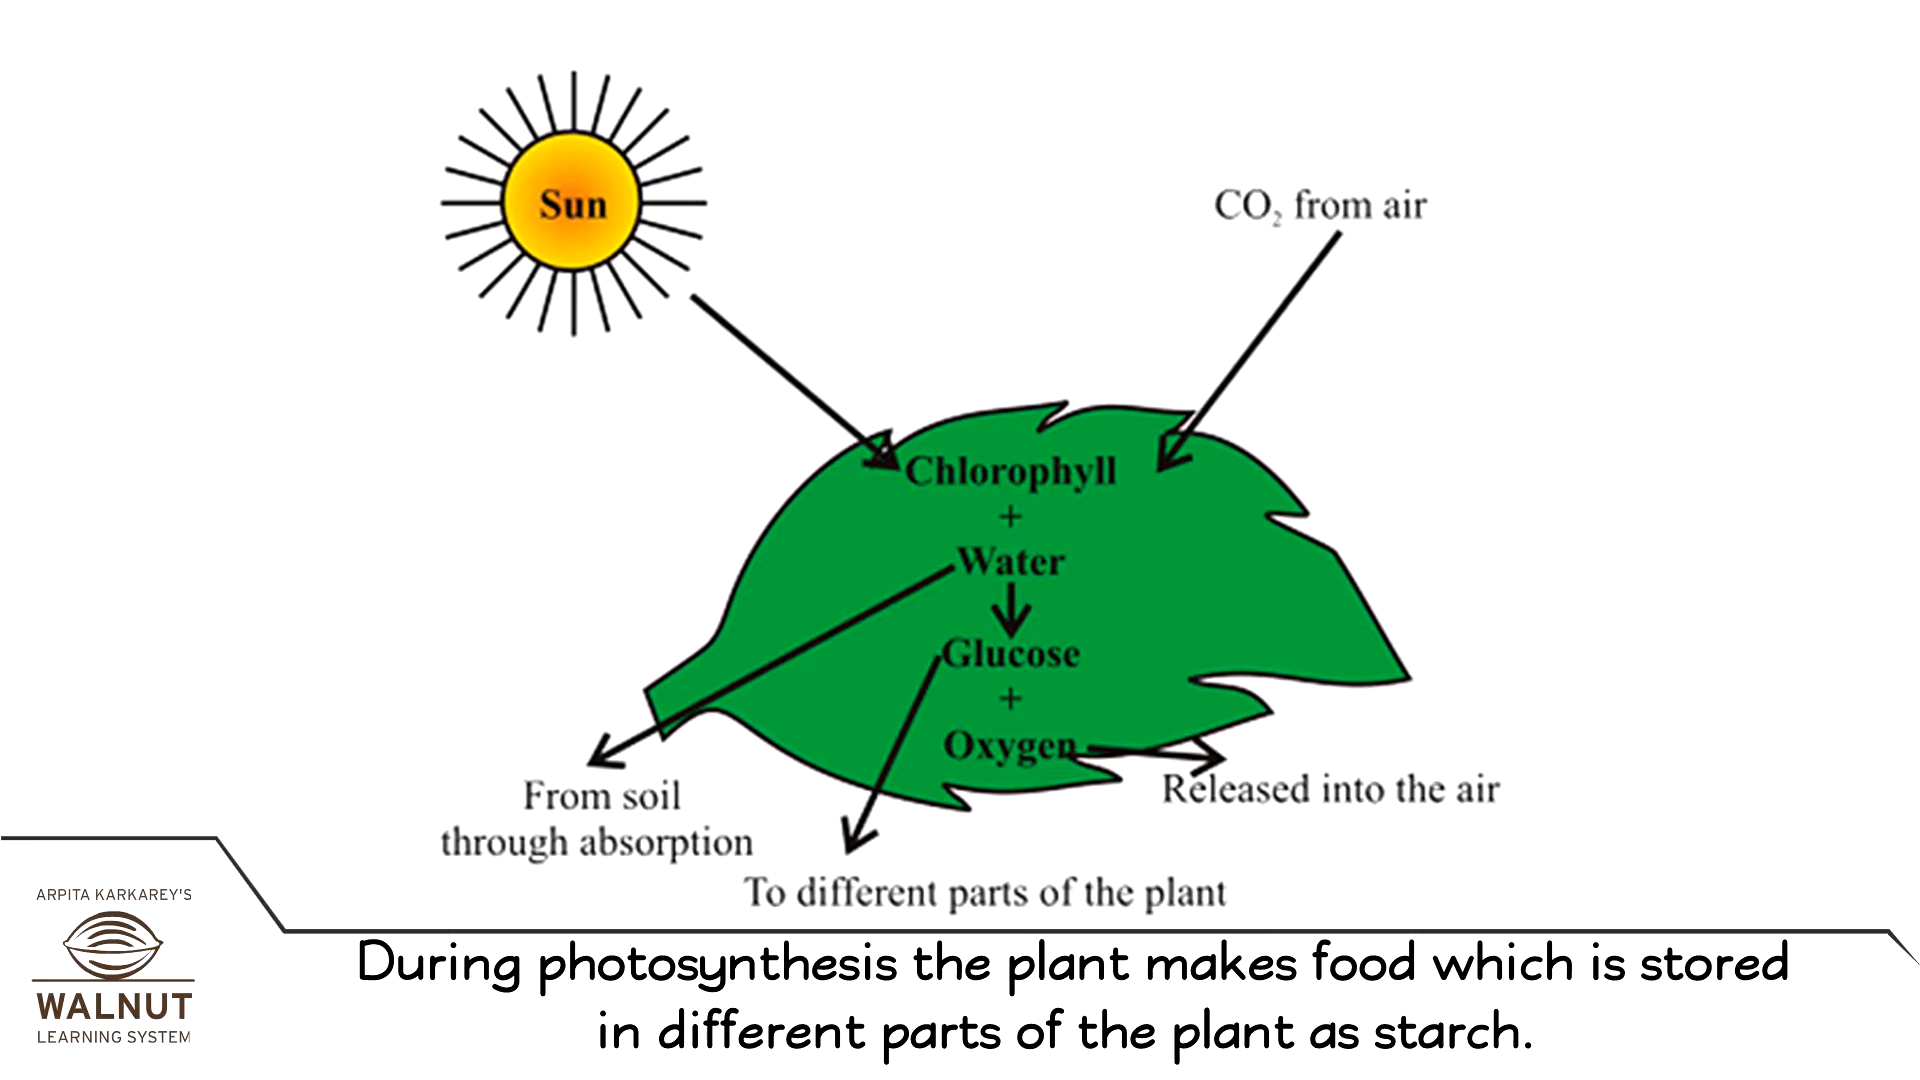 Sun
CO₂ from air
Chlorophyll
+
Water
Glucose
+
Oxygen
Released into the air
From soil
through absorption
To different parts of the plant
ARPITA KARKAREY'S
WALNUT
LEARNING SYSTEM
During photosynthesis the plant makes food which is stored
in different parts of the plant as starch.